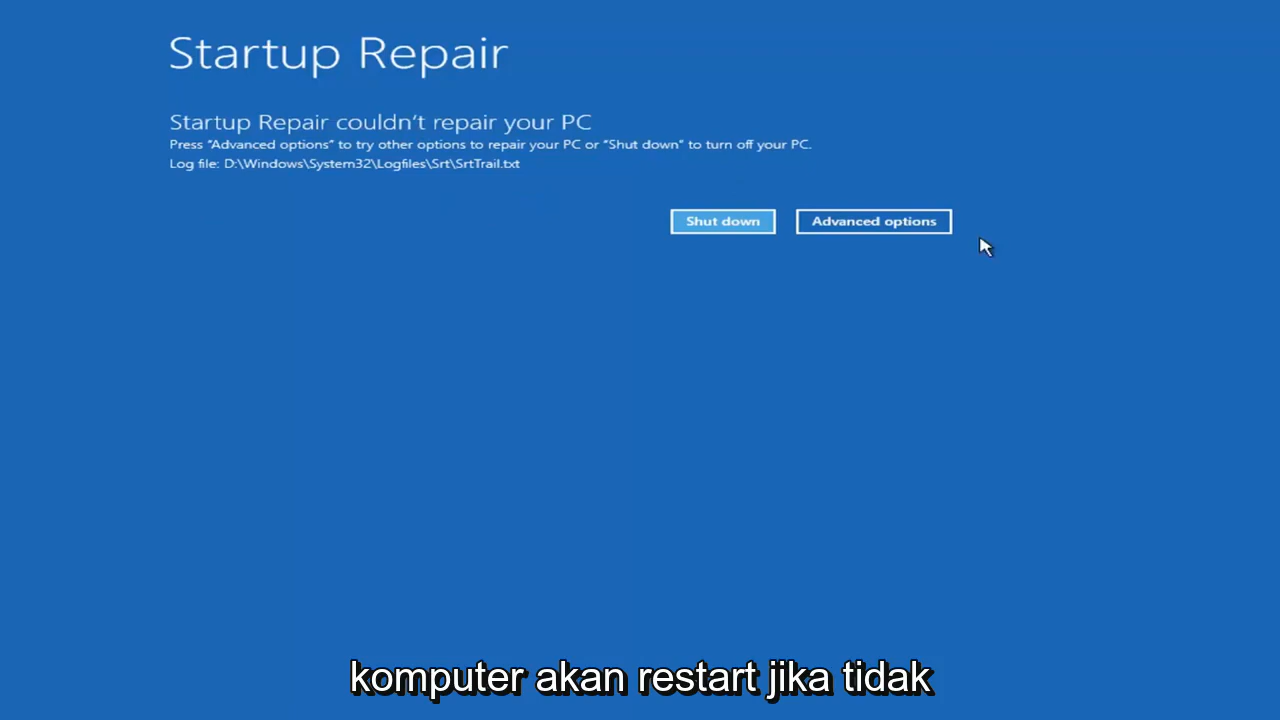 Startup Repair
Startup Repair couldn't repair your PC
Press "Advanced options" to try other options to repair your PC or "Shut down" to turn off your PC.
Log file: D:\Windows\System32\Logfiles\Srt\SrtTrail.txt
Shut down Advanced options
komputer akan restart jika tidak